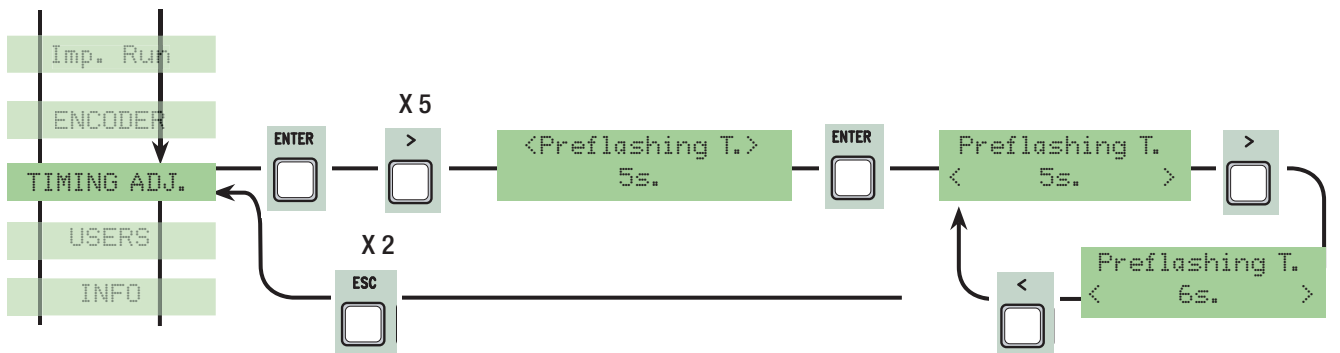 Imp. Run
ENCODER
TIMING ADJ.
USERS
INFO
ENTER
X 5
>
<Preflashing T.>
5s.
ENTER
Preflashing T.
< 5s. >
>
Preflashing T.
< 6s. >
<
X 2
ESC